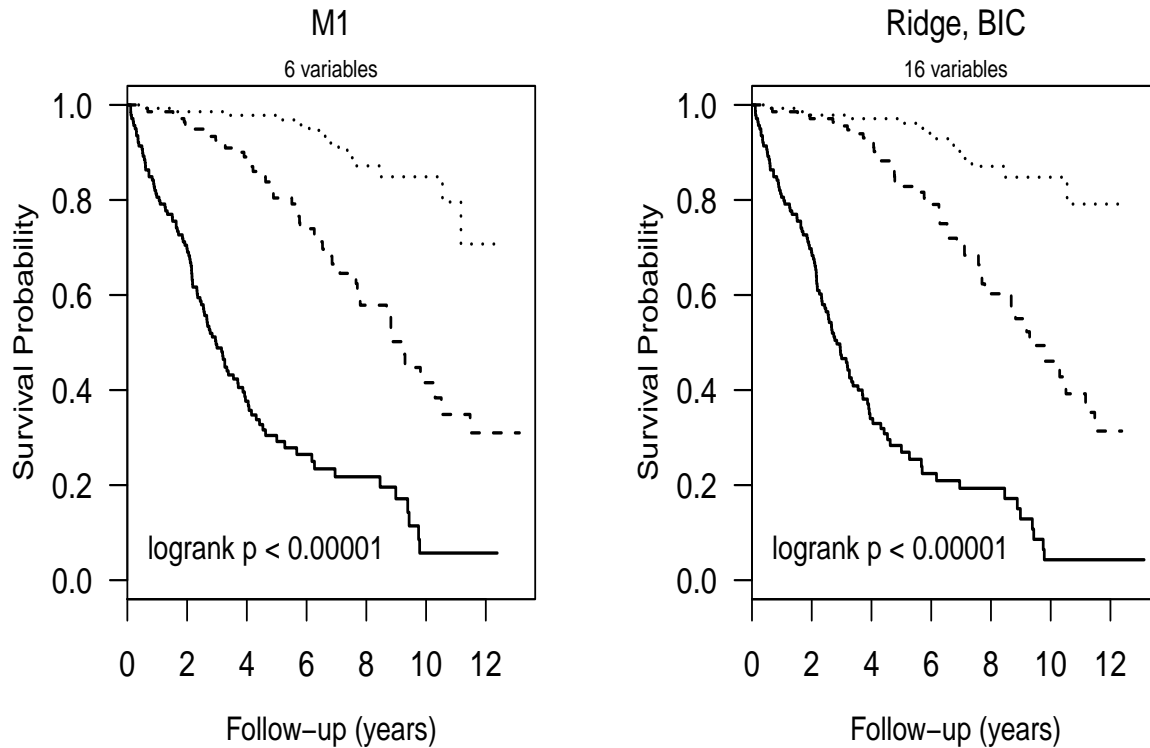 M1
6 variables
Survival Probability
1.0
0.8
0.6
0.4
0.2
0.0
logrank p < 0.00001
0 2 4 6 8 10 12
Follow−up (years)
Ridge, BIC
16 variables
Survival Probability
1.0
0.8
0.6
0.4
0.2
0.0
logrank p < 0.00001
0 2 4 6 8 10 12
Follow−up (years)